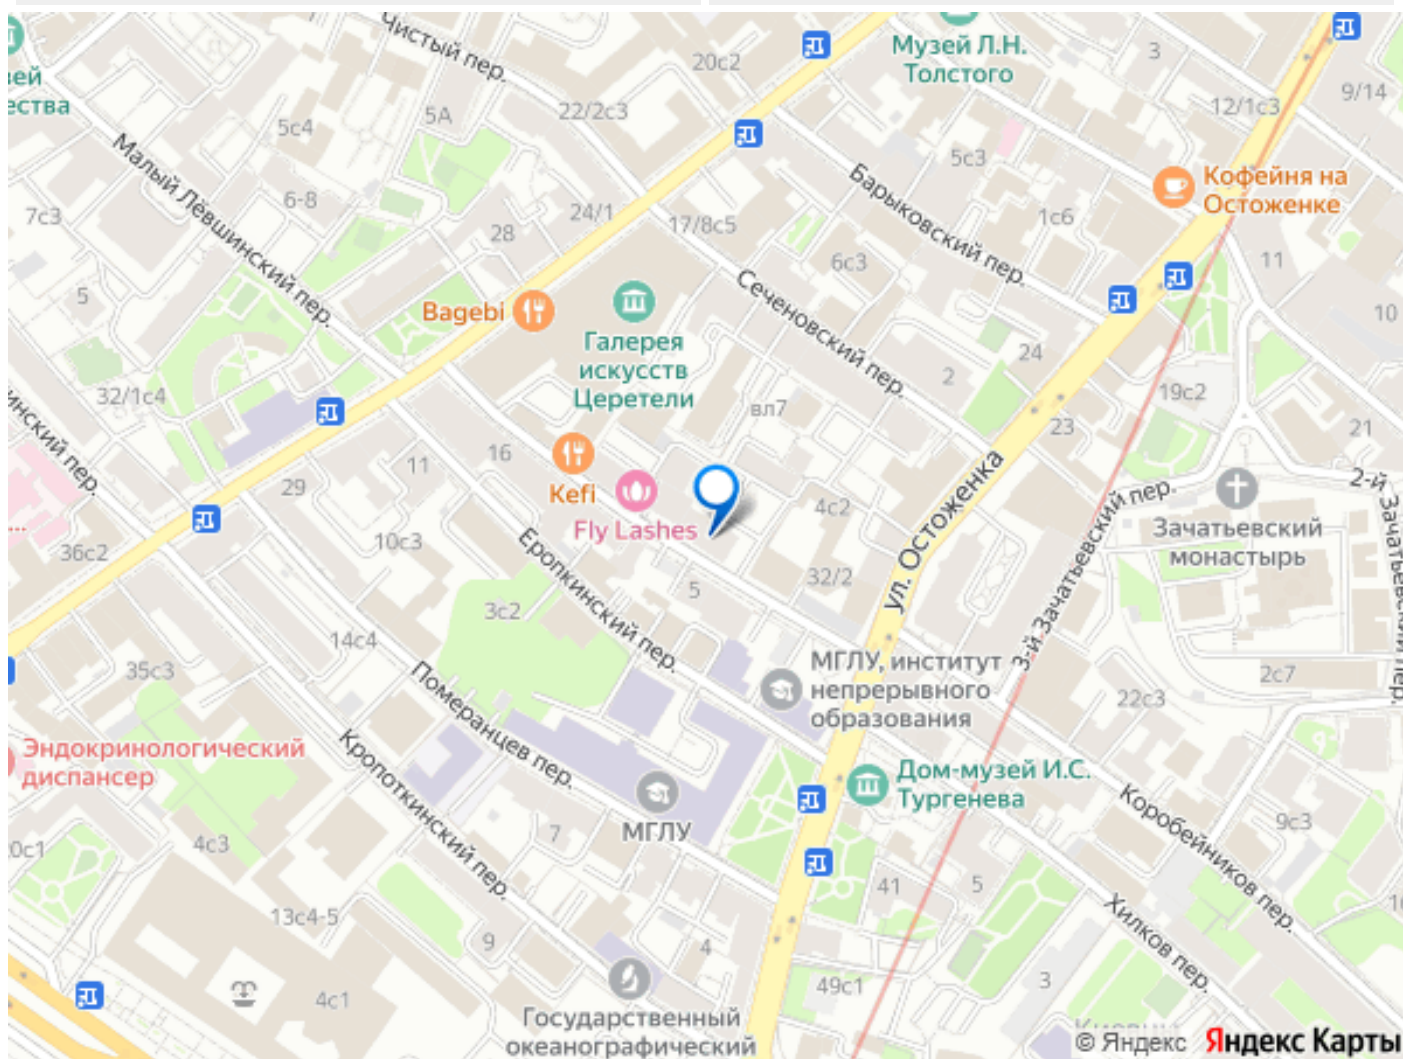 Чистый пер.
20с2
Музей Л.Н.
Толстого
3
9/14
12/1с3
ества
5А
22/2с3
5с4
Малый Лёвшинский пер.
5с3
Барыковский пер.
Кофейня на
Остоженке
6-8
7с3
24/1
28
17/8с5
1с6
6с3
11
5
Bagebi
Галерея
искусств
Церетели
Сеченовский пер.
10
24
2
32/1с4
вл7
19с2
23
21
16
11
Kefi
Fly Lashes
29
4с2
ул. Остоженка
2-й Зачатьевский пер.
Зачатьевский
монастырь
36с2
10с3
Еропкинский пер.
32/2
5
3с2
3-й Зачатьевский пер.
14с4
35с3
МГЛУ, институт
непрерывного
образования
2с7
22с3
Померанцев пер.
Эндокринологический
диспансер
Кропоткинский пер.
Дом-музей И.С.
Тургенева
Коробейников пер.
МГЛУ
7
4с3
9с3
41
5
Хилков пер.
13с4-5
9
4
3
4с1
49с1
Государственный
океанографический
© Яндекс Яндекс Карты